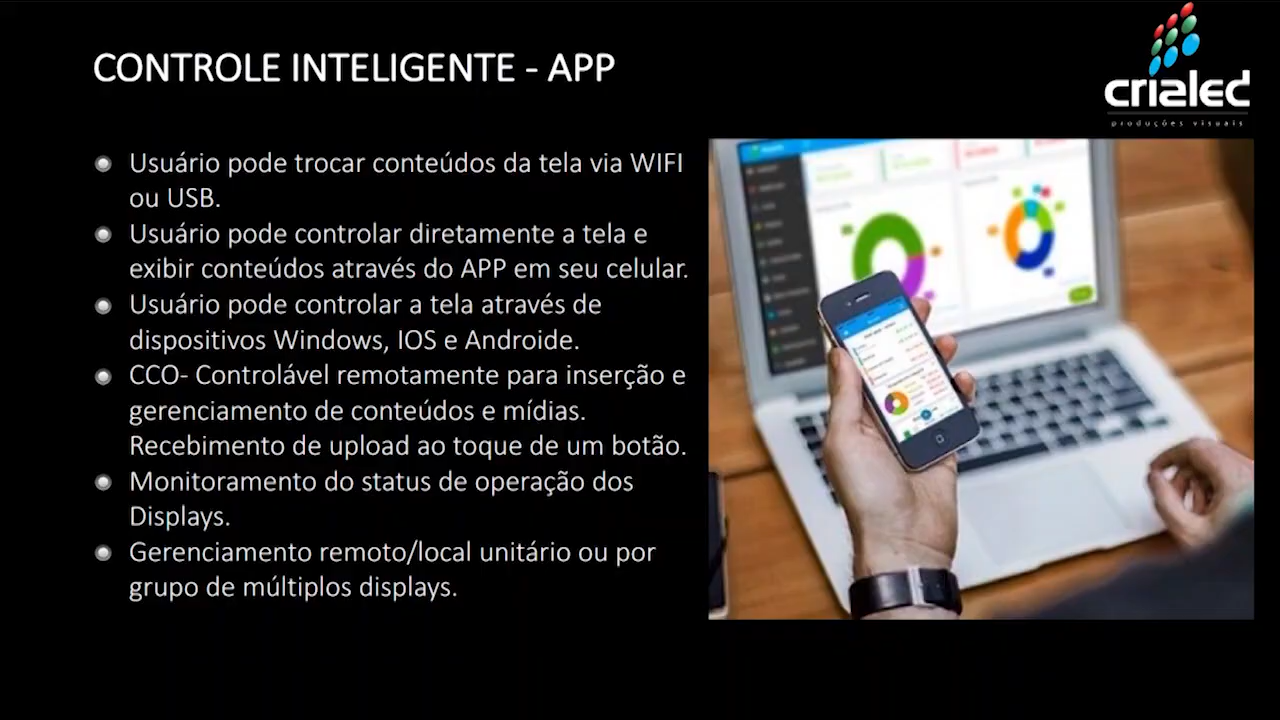 CONTROLE INTELIGENTE - APP
crialed
produções visuais
Usuário pode trocar conteúdos da tela via WIFI
ou USB.
Usuário pode controlar diretamente a tela e
exibir conteúdos através do APP em seu celular.
Usuário pode controlar a tela através de
dispositivos Windows, IOS e Androide.
CCO- Controlável remotamente para inserção e
gerenciamento de conteúdos e mídias.
Recebimento de upload ao toque de um botão.
Monitoramento do status de operação dos
Displays.
Gerenciamento remoto/local unitário ou por
grupo de múltiplos displays.